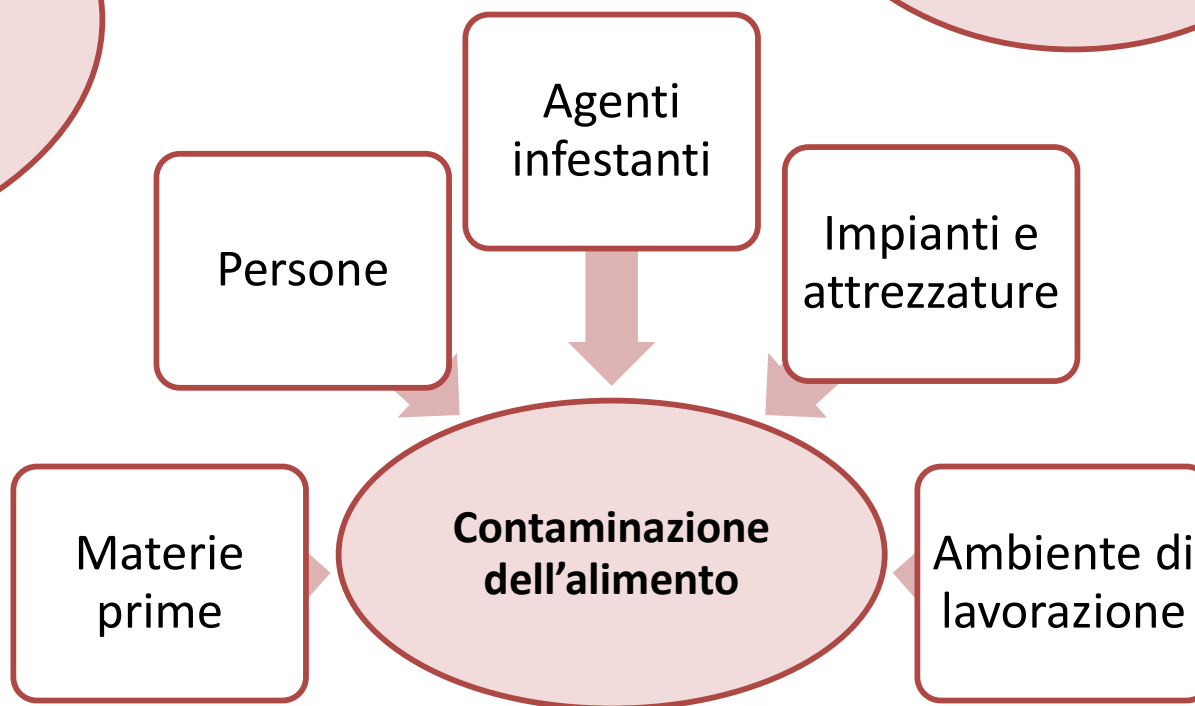 Agenti
infestanti
Persone
Impianti e
attrezzature
Materie
prime
Contaminazione
dell’alimento
Ambiente di
lavorazione